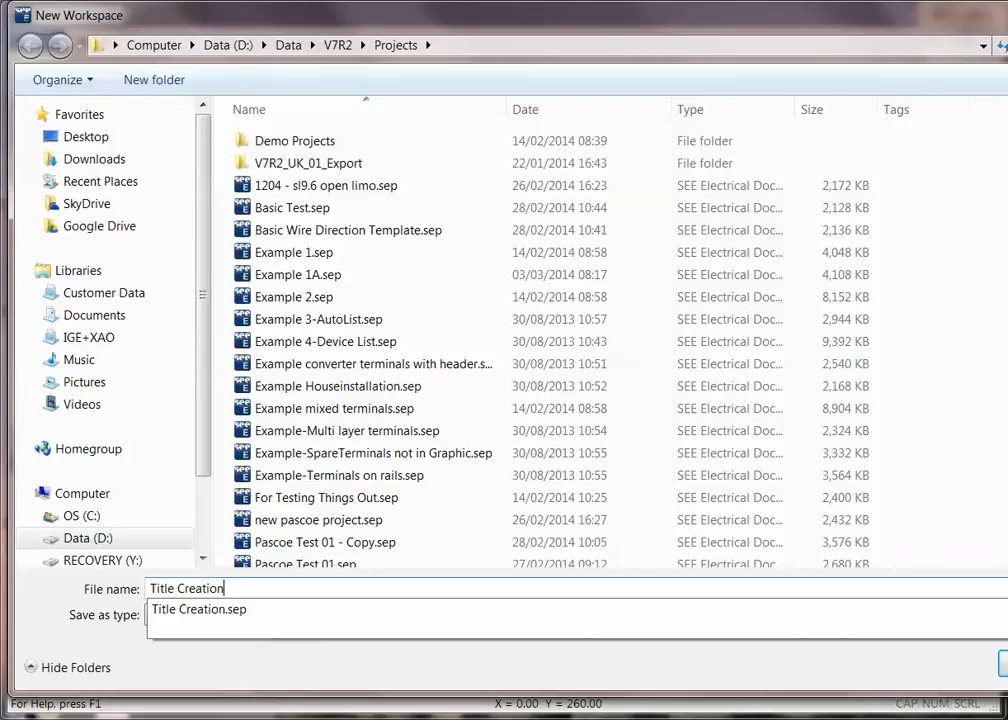 New Workspace
Computer Data (D:) Data V7R2 Projects
Organize New folder
Name Date Type Size Tags
Favorites
Desktop
Downloads
Recent Places
SkyDrive
Google Drive
Libraries
Customer Data
Documents
IGE+XAO
Music
Pictures
Videos
Homegroup
Computer
OS (C:)
Data (D:)
RECOVERY (Y:)
Demo Projects 14/02/2014 08:39 File folder
V7R2_UK_01_Export 22/01/2014 16:43 File folder
1204 - sl9.6 open limo.sep 26/02/2014 16:23 SEE Electrical Doc... 2,172 KB
Basic Test.sep 28/02/2014 10:44 SEE Electrical Doc... 2,128 KB
Basic Wire Direction Template.sep 28/02/2014 10:41 SEE Electrical Doc... 2,136 KB
Example 1.sep 14/02/2014 08:58 SEE Electrical Doc... 4,048 KB
Example 1A.sep 03/03/2014 08:17 SEE Electrical Doc... 4,108 KB
Example 2.sep 14/02/2014 08:58 SEE Electrical Doc... 8,152 KB
Example 3-AutoList.sep 30/08/2013 10:57 SEE Electrical Doc... 2,944 KB
Example 4-Device List.sep 30/08/2013 10:43 SEE Electrical Doc... 9,392 KB
Example converter terminals with header.s... 30/08/2013 10:51 SEE Electrical Doc... 2,540 KB
Example Houseinstallation.sep 30/08/2013 10:52 SEE Electrical Doc... 2,168 KB
Example mixed terminals.sep 14/02/2014 08:58 SEE Electrical Doc... 8,904 KB
Example-Multi layer terminals.sep 30/08/2013 10:54 SEE Electrical Doc... 2,324 KB
Example-SpareTerminals not in Graphic.sep 30/08/2013 10:55 SEE Electrical Doc... 3,332 KB
Example-Terminals on rails.sep 30/08/2013 10:55 SEE Electrical Doc... 3,564 KB
For Testing Things Out.sep 14/02/2014 10:25 SEE Electrical Doc... 2,400 KB
new pascoe project.sep 26/02/2014 16:27 SEE Electrical Doc... 2,432 KB
Pascoe Test 01 - Copy.sep 28/02/2014 10:05 SEE Electrical Doc... 3,576 KB
Pascoe Test 01.sep 27/02/2014 09:12 SEE Electrical Doc... 2,680 KB
File name: Title Creation
Title Creation.sep
Save as type:
Hide Folders
For Help, press F1 X = 0.00 Y = 260.00 CAP NUM SCRL